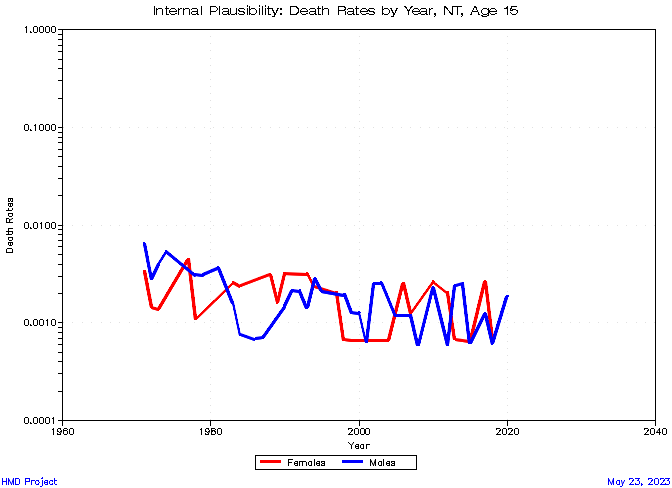 Internal Plausibility: Death Rates by Year, NT, Age 15
1.0000
0.1000
0.0100
0.0010
0.0001
Death Rates
1960 1980 2000 2020 2040
Year
Females Males
HMD Project May 23, 2023